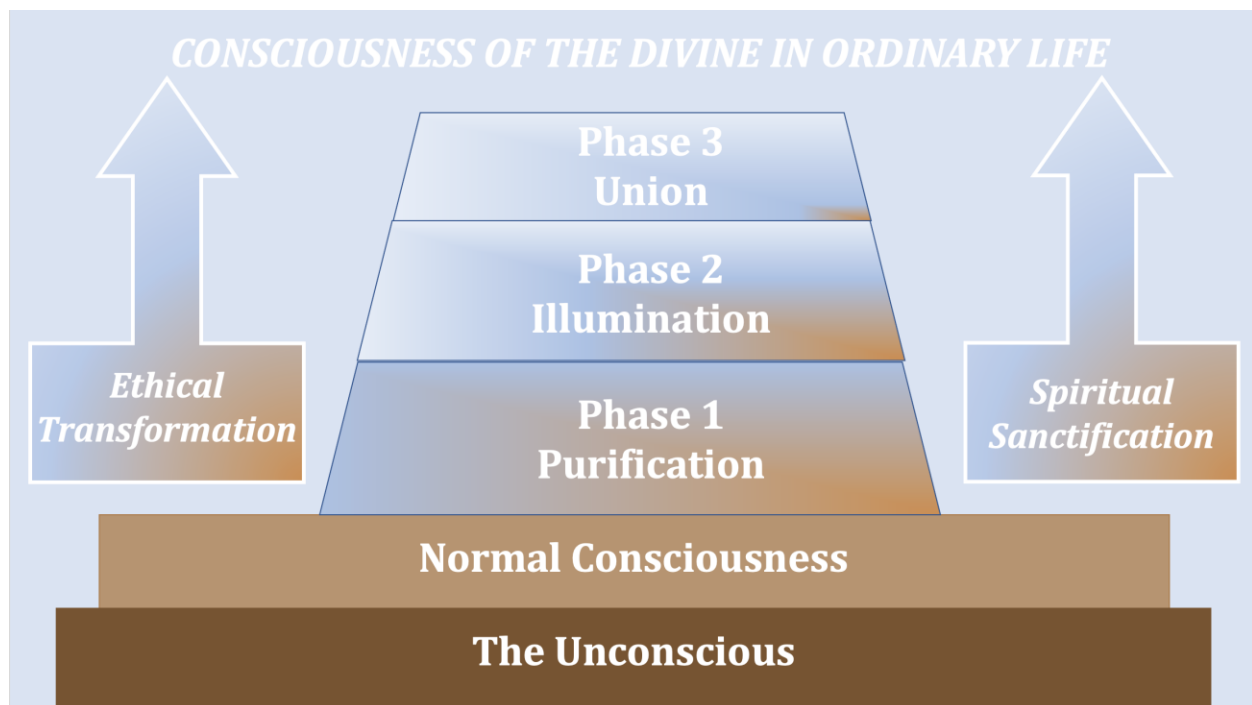 CONSCIOUSNESS OF THE DIVINE IN ORDINARY LIFE
Phase 3
Union
Phase 2
Illumination
Ethical
Transformation
Phase 1
Purification
Spiritual
Sanctification
Normal Consciousness
The Unconscious